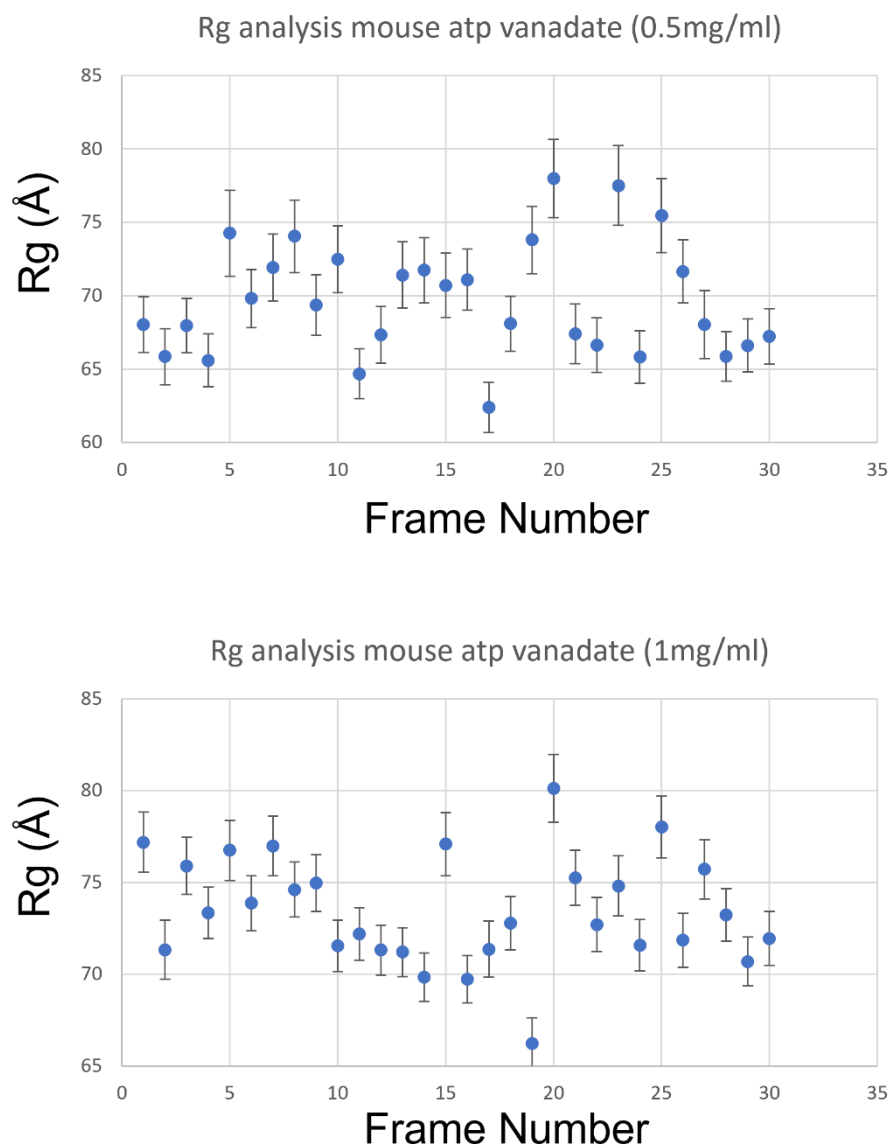 Rg analysis mouse atp vanadate (0.5mg/ml)
85
80
75
70
65
60
Rg (Å)
0 5 10 15 20 25 30 35
Frame Number
Rg analysis mouse atp vanadate (1mg/ml)
85
80
75
70
65
Rg (Å)
0 5 10 15 20 25 30 35
Frame Number